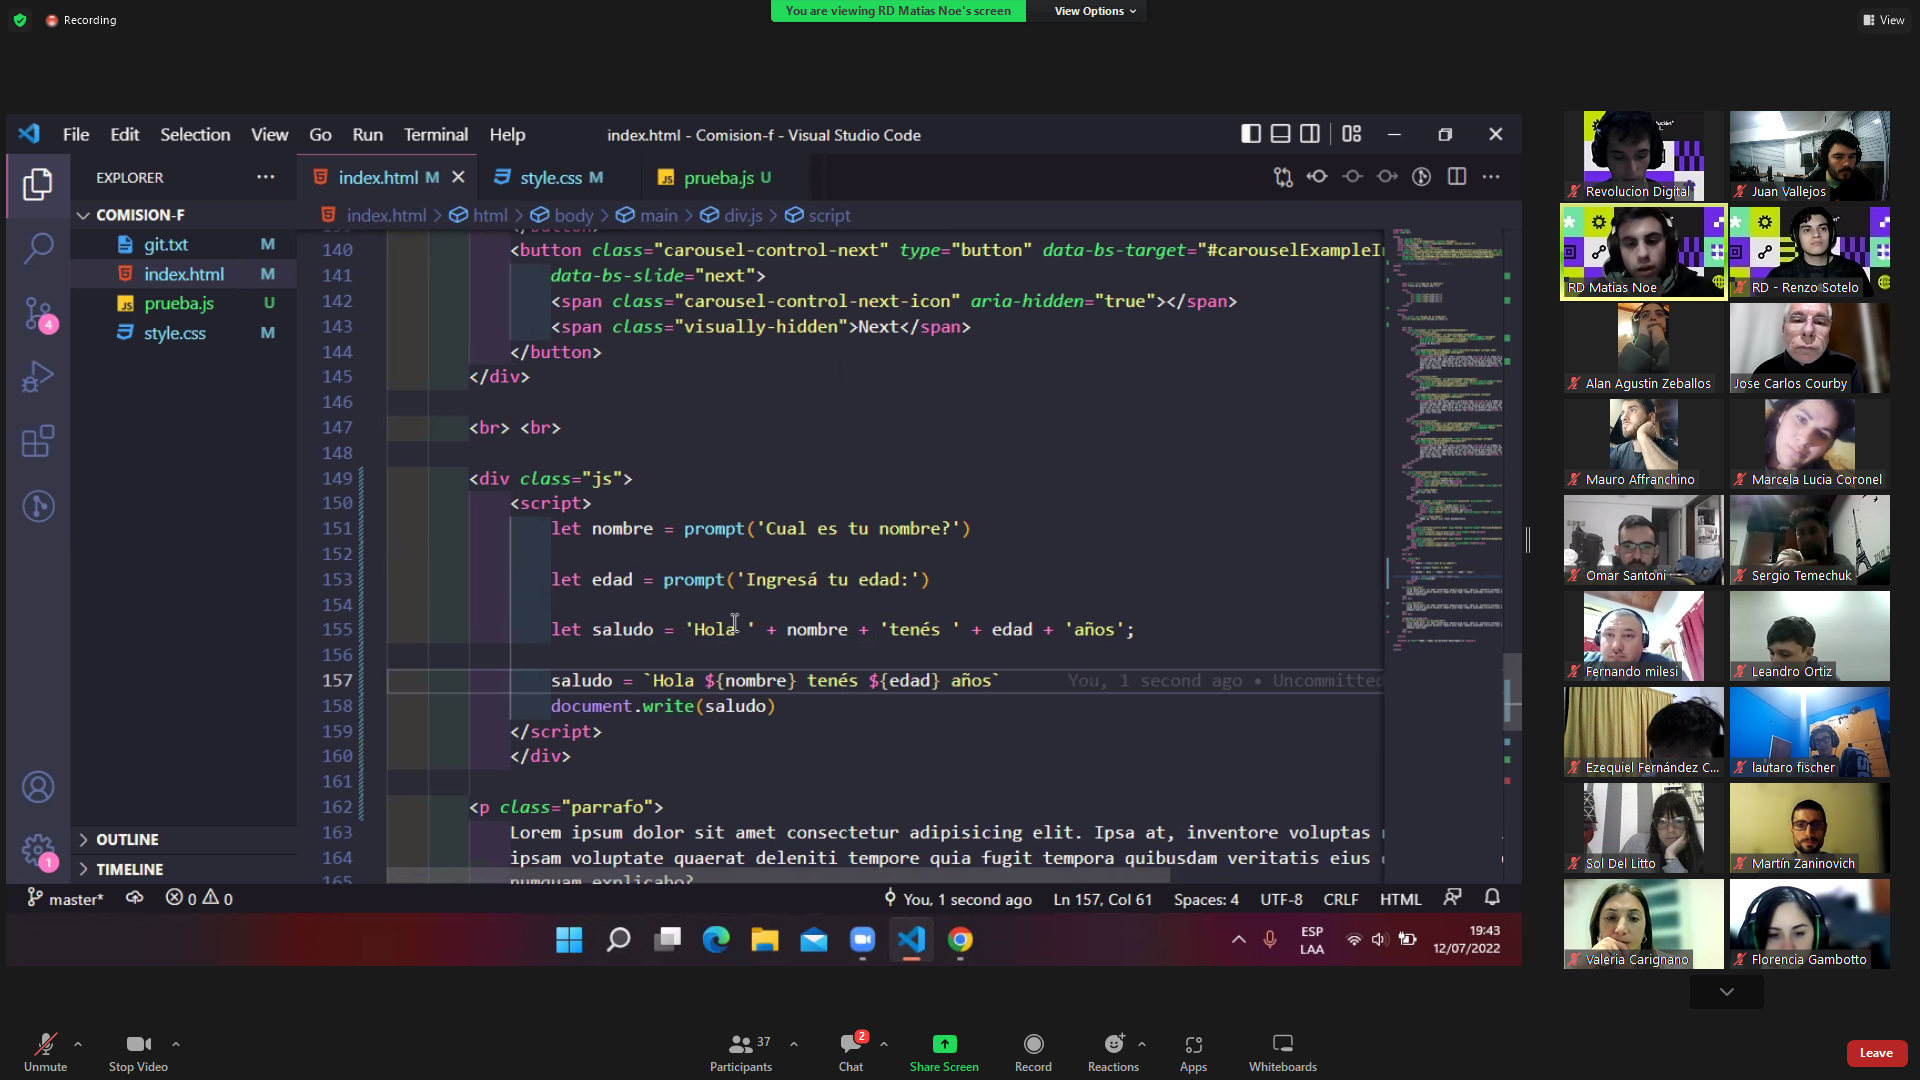 Recording
You are viewing RD Matias Noe's screen
View Options
View
File Edit Selection View Go Run Terminal Help
index.html - Comision-f - Visual Studio Code
EXPLORER
index.html M
style.css M
prueba.js U
COMISION-F
git.txt M
index.html M
prueba.js U
style.css M
OUTLINE
TIMELINE
index.html > html > body > main > div.js > script
140 <button class="carousel-control-next" type="button" data-bs-target="#carouselExampleI
141 data-bs-slide="next">
142 <span class="carousel-control-next-icon" aria-hidden="true"></span>
143 <span class="visually-hidden">Next</span>
144 </button>
145 </div>
146
147 <br> <br>
148
149 <div class="js">
150 <script>
151 let nombre = prompt('Cual es tu nombre?')
152
153 let edad = prompt('Ingresá tu edad:')
154
155 let saludo = 'Hola ' + nombre + 'tenés ' + edad + 'años';
156
157 saludo = `Hola ${nombre} tenés ${edad} años` You, 1 second ago • Uncommitted
158 document.write(saludo)
159 </script>
160 </div>
161
162 <p class="parrafo">
163 Lorem ipsum dolor sit amet consectetur adipisicing elit. Ipsa at, inventore voluptas
164 ipsam voluptate quaerat deleniti tempore quia fugit tempora quibusdam veritatis eius
165 numquam explicabo?
4
1
master*
0 0
You, 1 second ago
Ln 157, Col 61
Spaces: 4
UTF-8
CRLF
HTML
ESP
LAA
19:43
12/07/2022
Revolucion Digital
Juan Vallejos
RD Matias Noe
RD - Renzo Sotelo
Alan Agustin Zeballos
Jose Carlos Courby
Mauro Affranchino
Marcela Lucia Coronel
Omar Santoni
Sergio Temechuk
Fernando milesi
Leandro Ortiz
Ezequiel Fernández C...
lautaro fischer
Sol Del Litto
Martín Zaninovich
Valeria Carignano
Florencia Gambotto
Unmute
Stop Video
37
Participants
2
Chat
Share Screen
Record
Reactions
Apps
Whiteboards
Leave